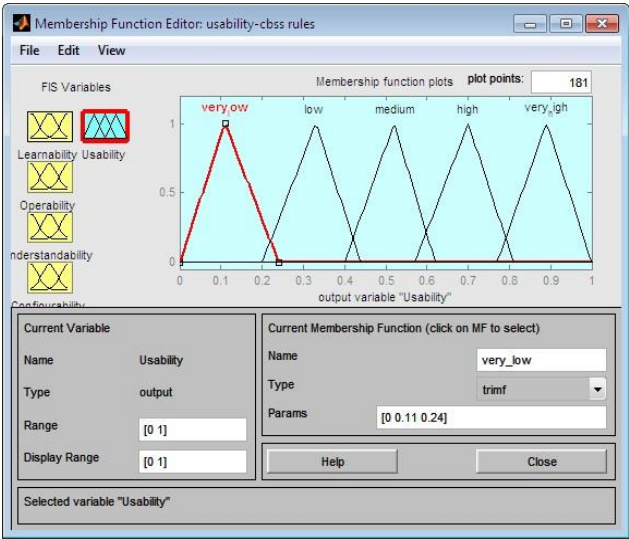 Membership Function Editor: usability-cbss rules
File Edit View
FIS Variables
Membership function plots plot points: 181
very_low low medium high very_high
1
0.5
0
0 0.1 0.2 0.3 0.4 0.5 0.6 0.7 0.8 0.9 1
output variable "Usability"
Learnability Usability
Operability
nderstandability
Configurability
Current Variable
Name Usability
Type output
Range [0 1]
Display Range [0 1]
Current Membership Function (click on MF to select)
Name very_low
Type trimf
Params [0 0.11 0.24]
Help Close
Selected variable "Usability"